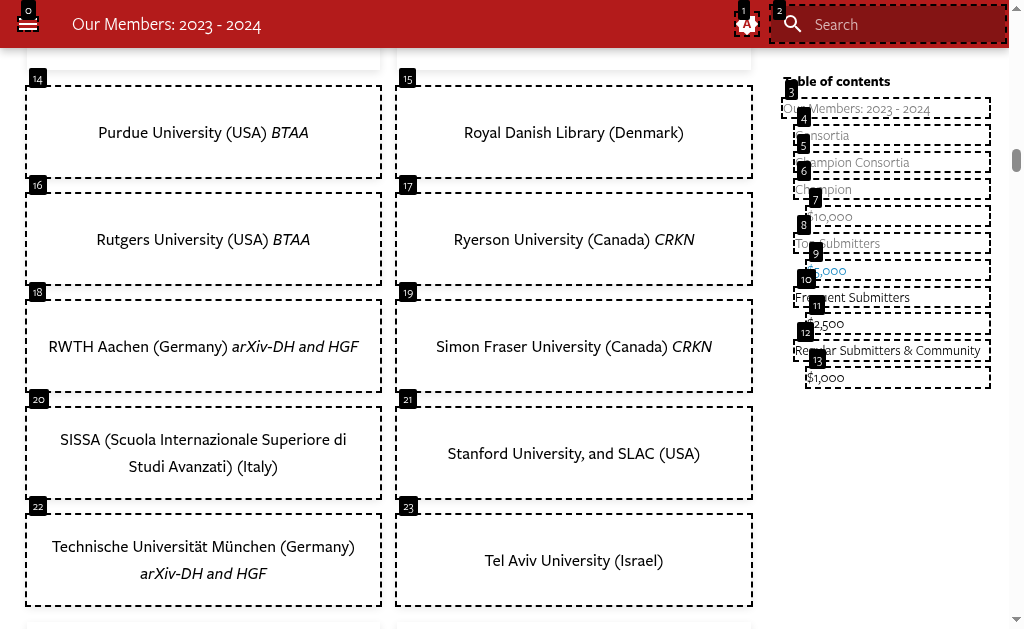 0
Our Members: 2023 - 2024
1
A
2
Search
14
Purdue University (USA) BTAA
15
Royal Danish Library (Denmark)
16
Rutgers University (USA) BTAA
17
Ryerson University (Canada) CRKN
18
RWTH Aachen (Germany) arXiv-DH and HGF
19
Simon Fraser University (Canada) CRKN
20
SISSA (Scuola Internazionale Superiore di
Studi Avanzati) (Italy)
21
Stanford University, and SLAC (USA)
22
Technische Universität München (Germany)
arXiv-DH and HGF
23
Tel Aviv University (Israel)
Table of contents
3
Our Members: 2023 - 2024
4
Consortia
5
Champion Consortia
6
Champion
7
$10,000
8
Top Submitters
9
$5,000
10
Frequent Submitters
11
$2,500
12
Regular Submitters & Community
13
$1,000